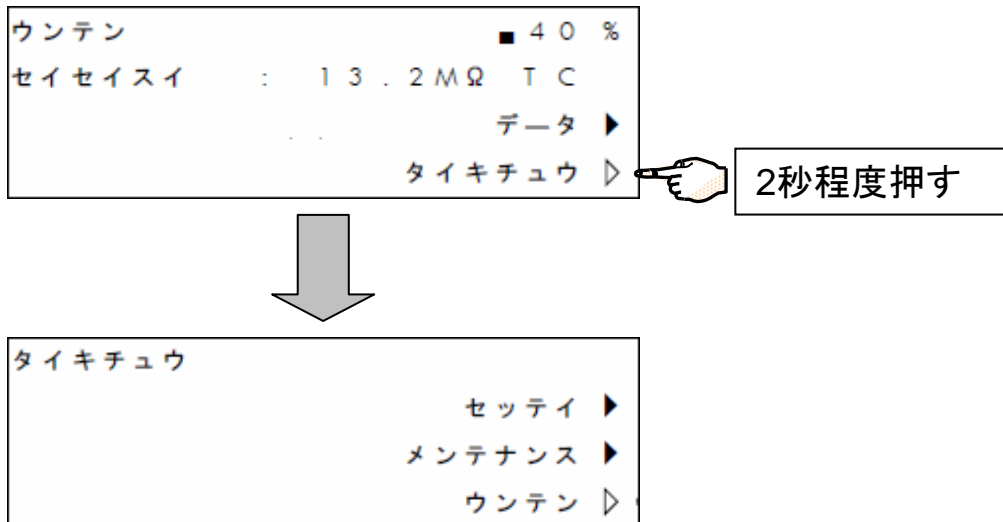 ウンテン ■40 %
セイセイスイ : 13.2MΩ TC
. . データ ▶
タイキチュウ ▷
2秒程度押す
タイキチュウ
セッテイ ▶
メンテナンス ▶
ウンテン ▷